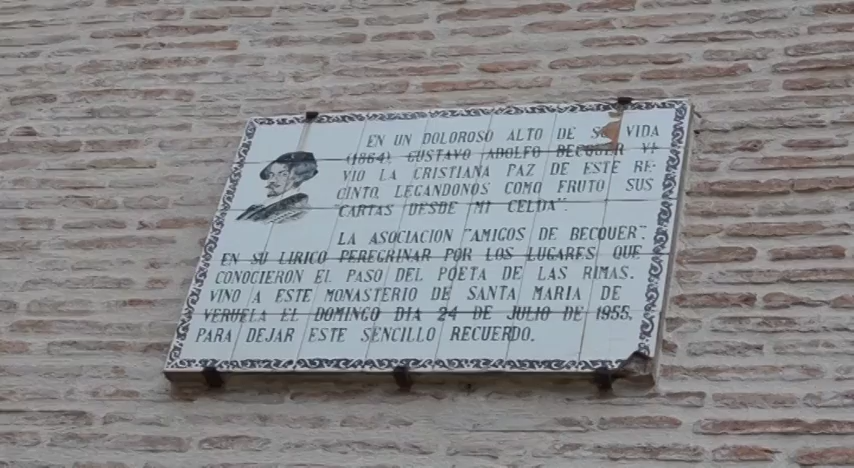 EN UN DOLOROSO ALTO DE SU VIDA
(1864) GUSTAVO ADOLFO BECQUER VI-
VIO LA CRISTIANA PAZ DE ESTE RE-
CINTO, LEGANDONOS COMO FRUTO SUS
"CARTAS DESDE MI CELDA".
LA ASOCIACION "AMIGOS DE BECQUER",
EN SU LIRICO PEREGRINAR POR LOS LUGARES QUE
CONOCIERON EL PASO DEL POETA DE LAS RIMAS,
VINO A ESTE MONASTERIO DE SANTA MARIA DE
VERUELA EL DOMINGO DIA 24 DE JULIO DE 1955,
PARA DEJAR ESTE SENCILLO RECUERDO.